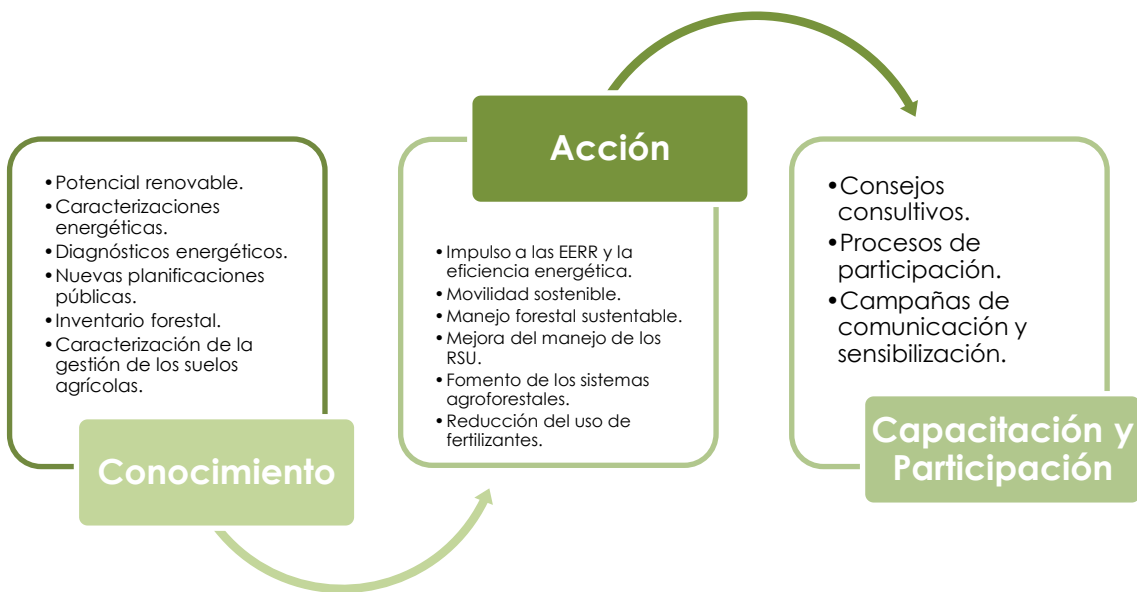 •Potencial renovable.
•Caracterizaciones
energéticas.
•Diagnósticos energéticos.
•Nuevas planificaciones
públicas.
•Inventario forestal.
•Caracterización de la
gestión de los suelos
agrícolas.
Conocimiento
Acción
•Impulso a las EERR y la
eficiencia energética.
•Movilidad sostenible.
•Manejo forestal sustentable.
•Mejora del manejo de los
RSU.
•Fomento de los sistemas
agroforestales.
•Reducción del uso de
fertilizantes.
•Consejos
consultivos.
•Procesos de
participación.
•Campañas de
comunicación y
sensibilización.
Capacitación y
Participación